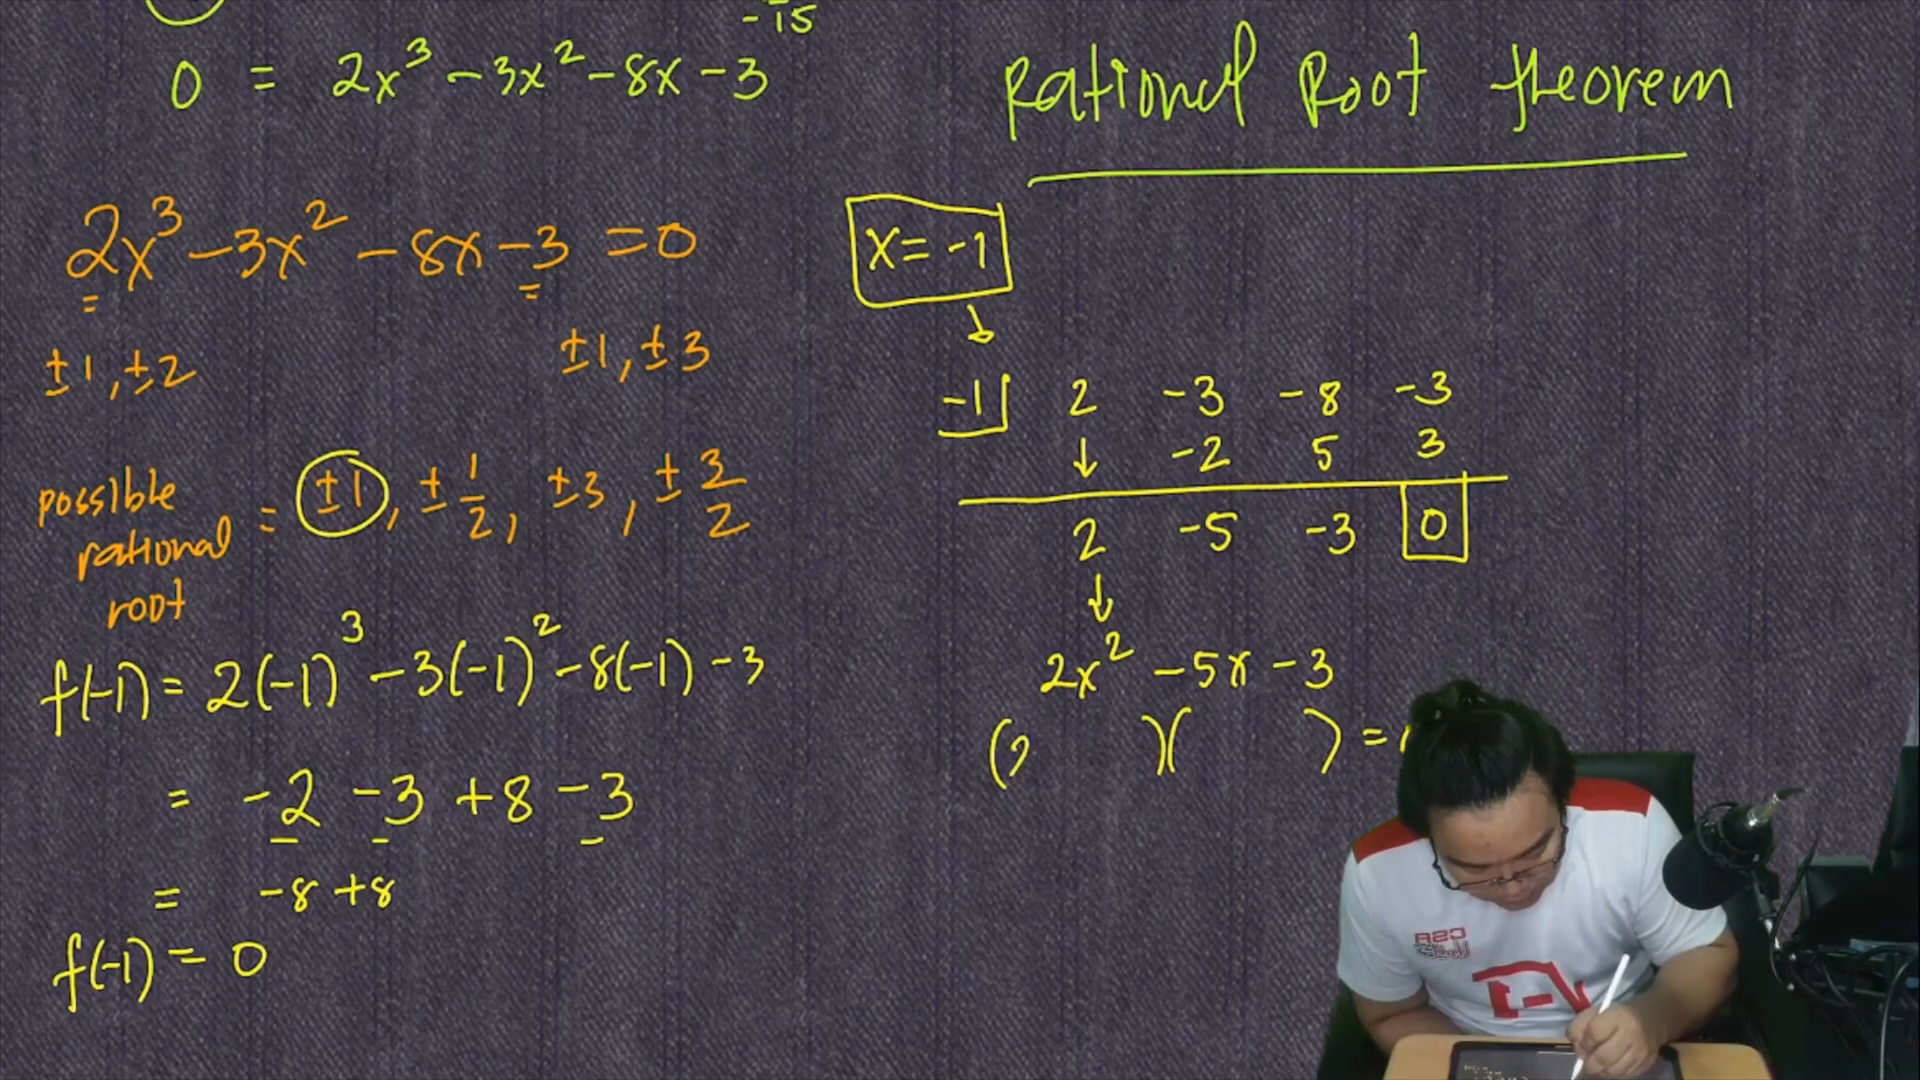 -15
0 = 2x³ - 3x² - 8x - 3
Rational Root Theorem
2x³ - 3x² - 8x - 3 = 0
±1, ±2
±1, ±3
possible rational root = ±1, ± 1/2, ±3, ± 3/2
f(-1) = 2(-1)³ - 3(-1)² - 8(-1) - 3
= -2 - 3 + 8 - 3
= -8 + 8
f(-1) = 0
x = -1
-1 2 -3 -8 -3
-2 5 3
2 -5 -3 0
2x² - 5x - 3
( )( ) =